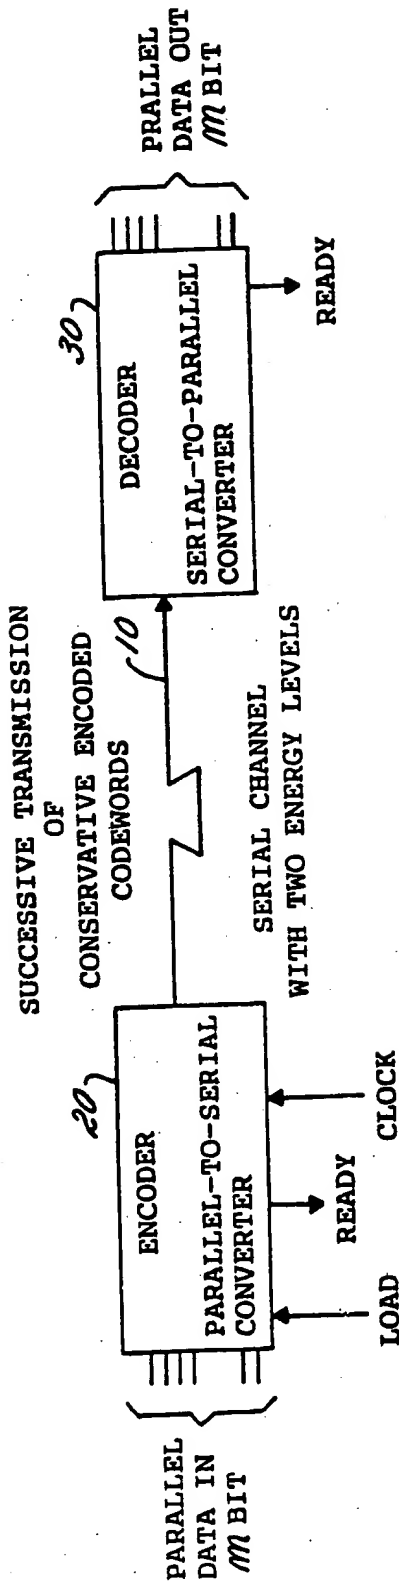 SUCCESSIVE TRANSMISSION
OF
CONSERVATIVE ENCODED
CODEWORDS
PARALLEL
DATA IN
m BIT
20
ENCODER
PARALLEL-TO-SERIAL
CONVERTER
LOAD
READY
CLOCK
10
SERIAL CHANNEL
WITH TWO ENERGY LEVELS
30
DECODER
SERIAL-TO-PARALLEL
CONVERTER
READY
PRALLEL
DATA OUT
m BIT